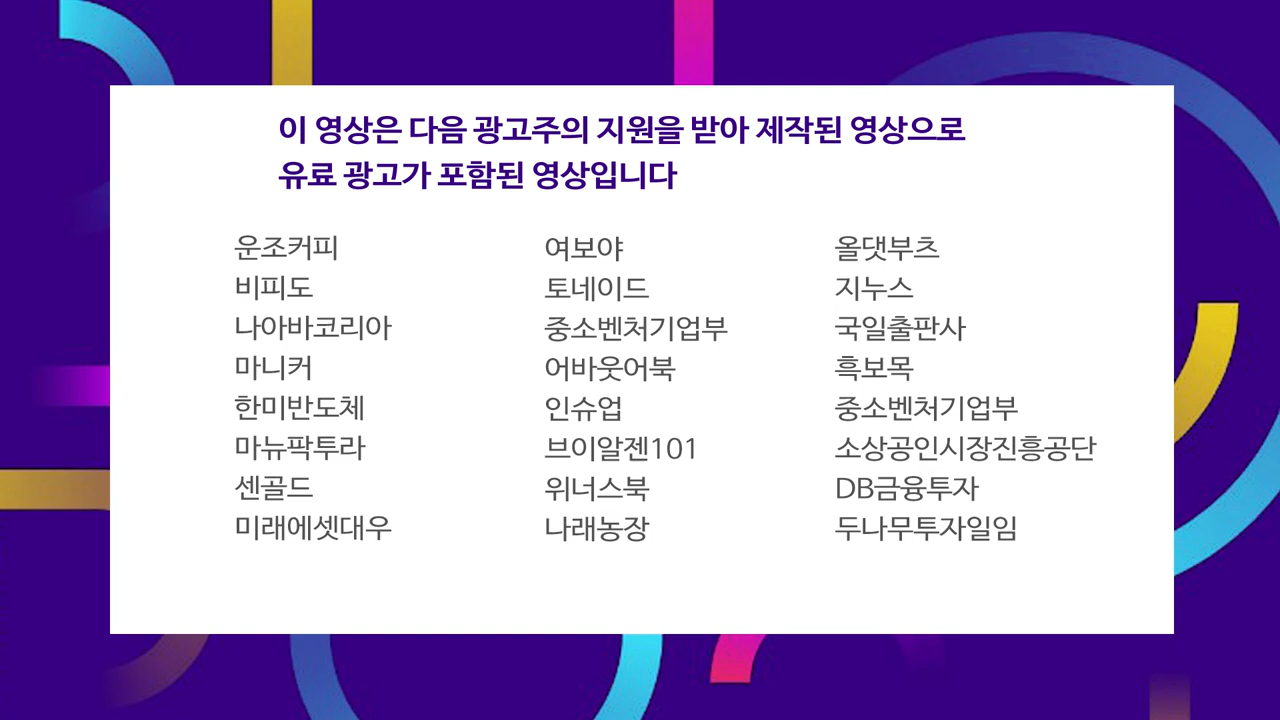 이 영상은 다음 광고주의 지원을 받아 제작된 영상으로
유료 광고가 포함된 영상입니다
운조커피
비피도
나아바코리아
마니커
한미반도체
마뉴팍투라
센골드
미래에셋대우
여보야
토네이드
중소벤처기업부
어바웃어북
인슈업
브이알젠101
위너스북
나래농장
올댓부츠
지누스
국일출판사
흑보목
중소벤처기업부
소상공인시장진흥공단
DB금융투자
두나무투자일임